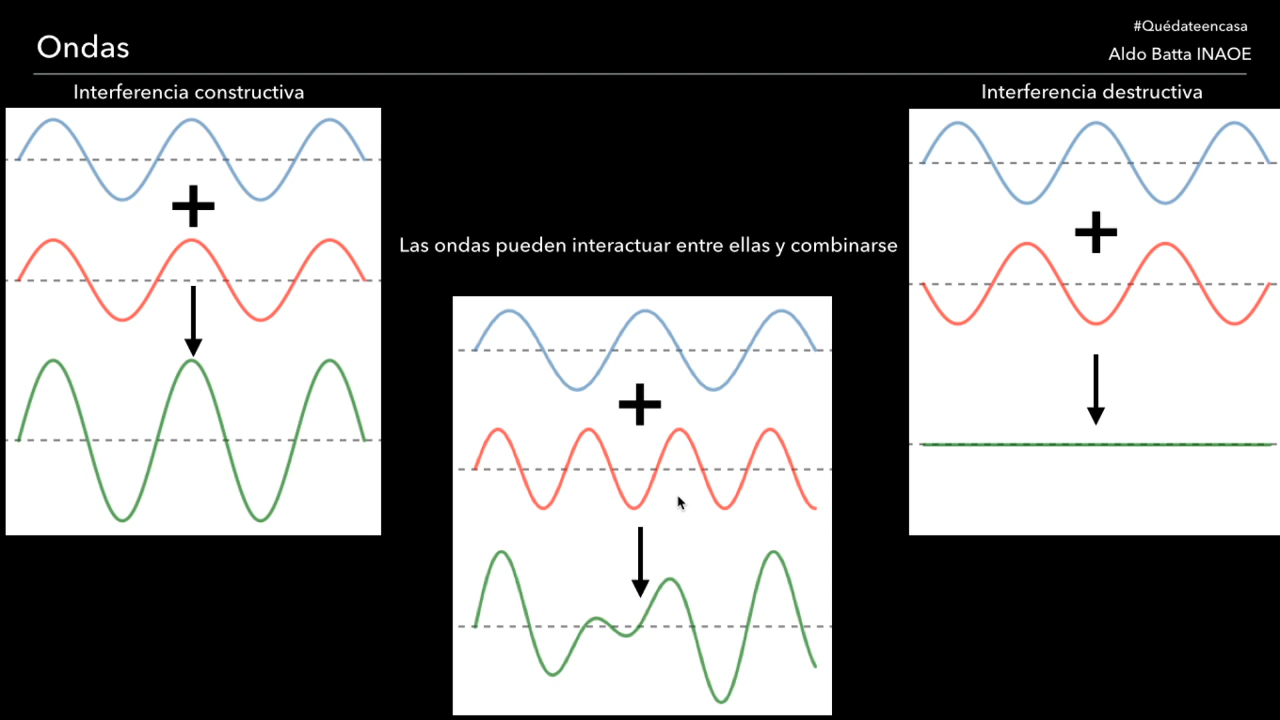 Ondas
#Quédateencasa
Aldo Batta INAOE
Interferencia constructiva
Interferencia destructiva
Las ondas pueden interactuar entre ellas y combinarse